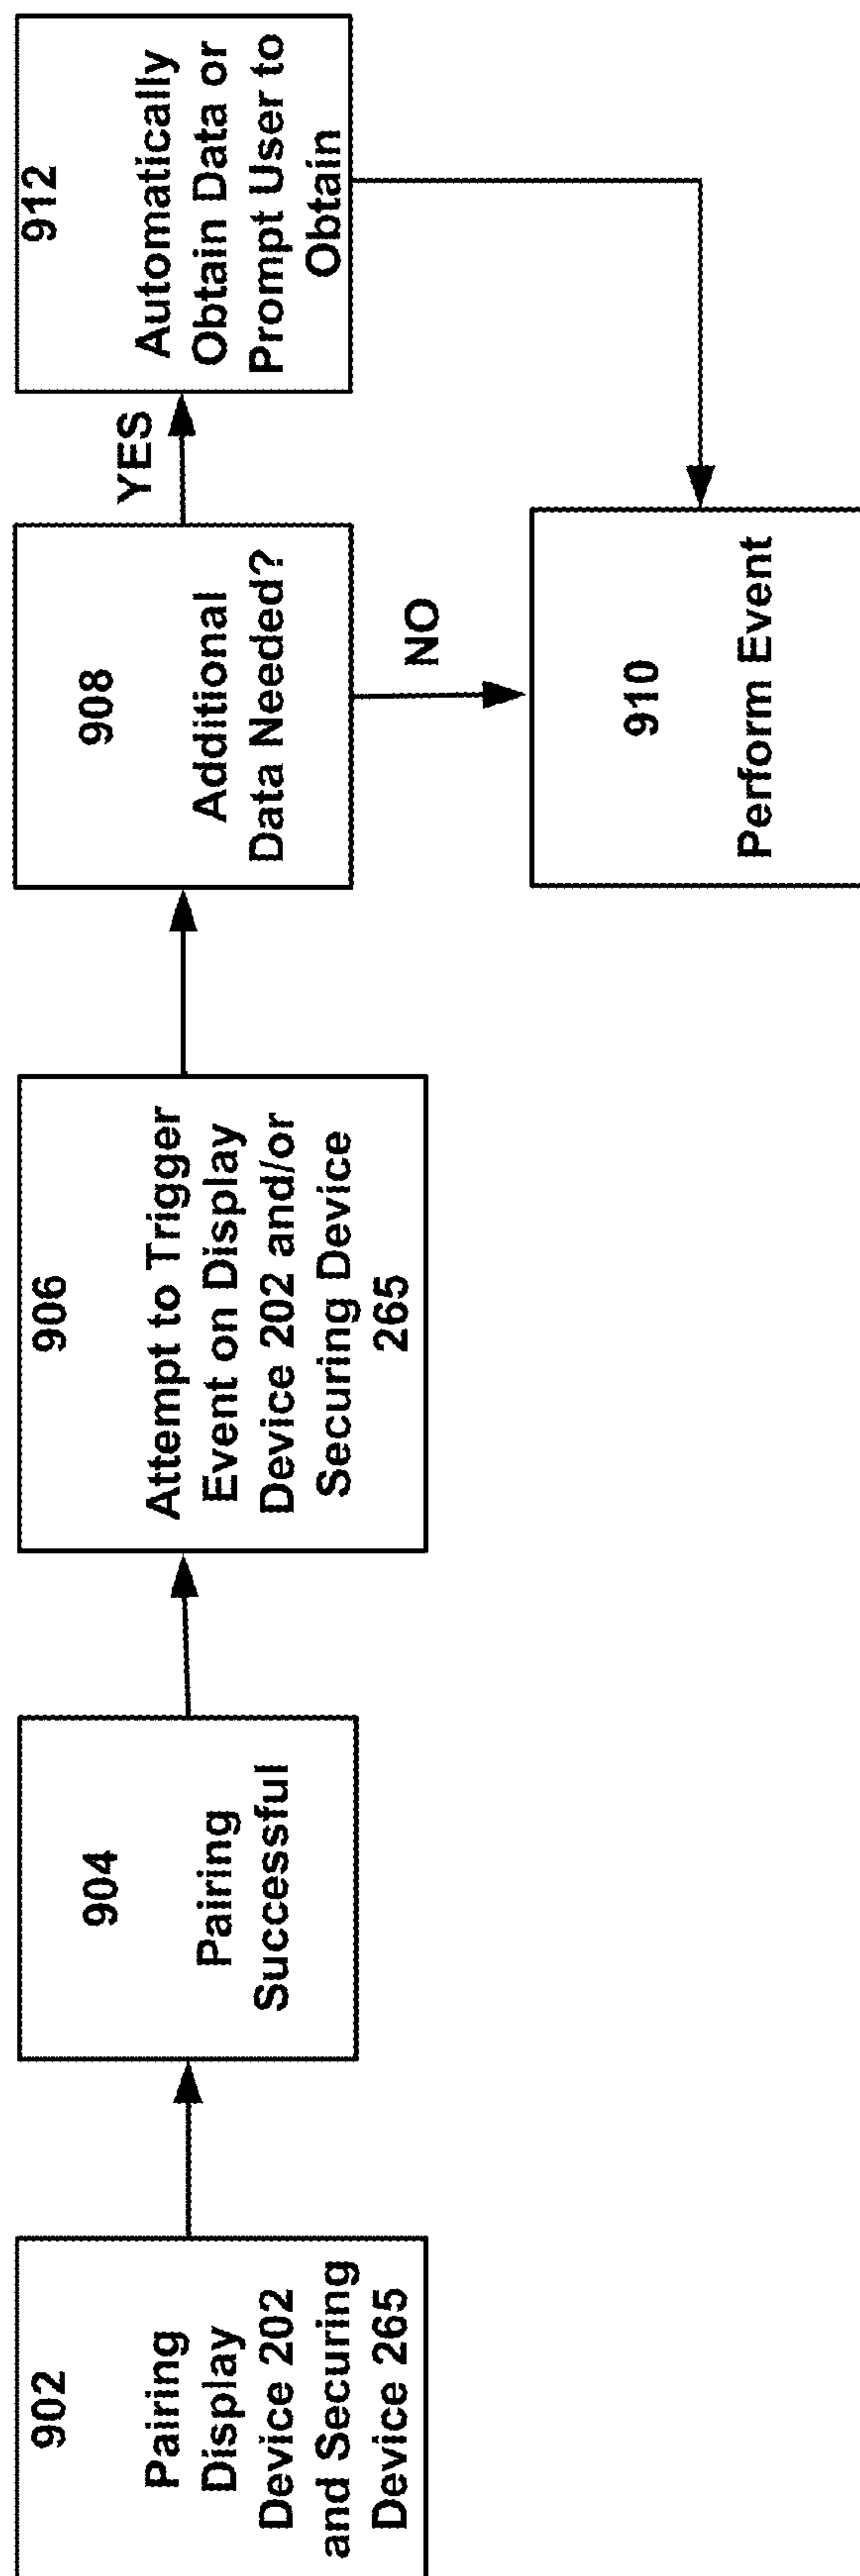 902
Pairing
Display
Device 202
and Securing
Device 265
904
Pairing
Successful
906
Attempt to Trigger
Event on Display
Device 202 and/or
Securing Device
265
908
Additional
Data Needed?
YES
912
Automatically
Obtain Data or
Prompt User to
Obtain
NO
910
Perform Event